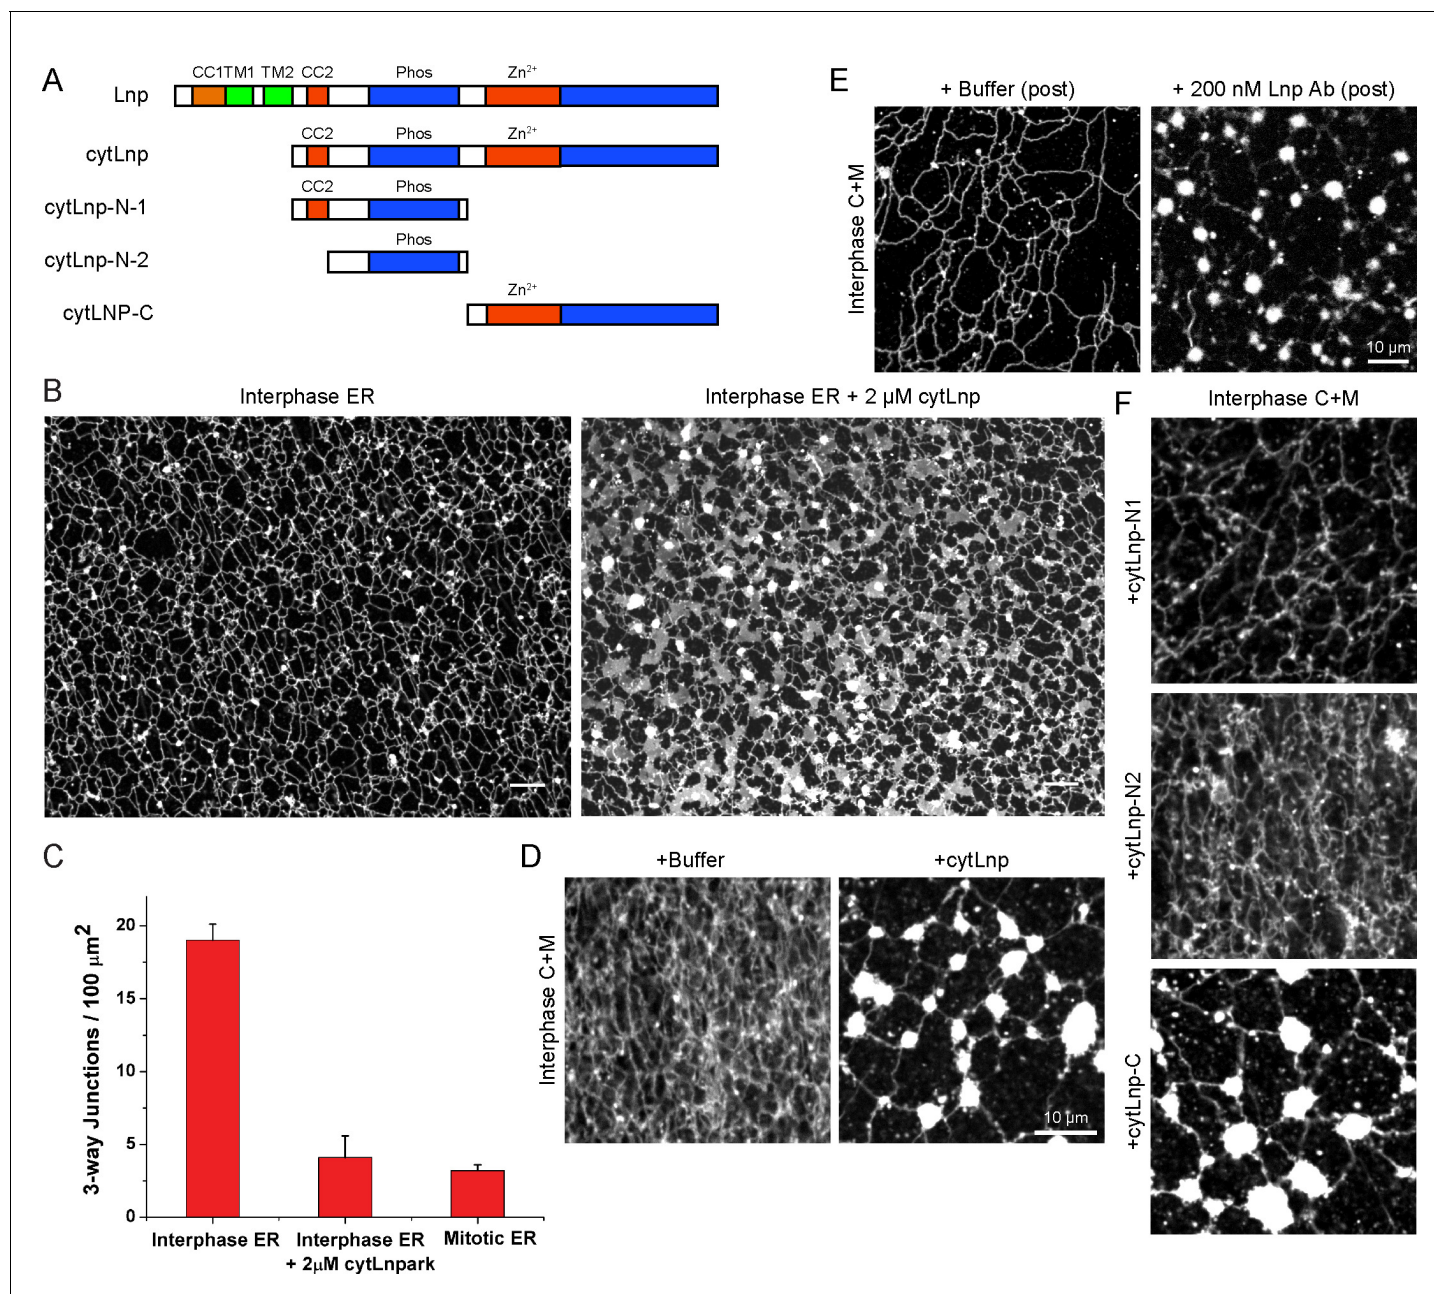 A
CC1 TM1 TM2 CC2 Phos Zn2+
Lnp
CC2 Phos Zn2+
cytLnp
CC2 Phos
cytLnp-N-1
Phos
cytLnp-N-2
Zn2+
cytLNP-C
B
Interphase ER
Interphase ER + 2 µM cytLnp
C
3-way Junctions / 100 µm2
20
15
10
5
0
Interphase ER
Interphase ER
+ 2µM cytLnpark
Mitotic ER
D
+Buffer
+cytLnp
Interphase C+M
10 µm
E
+ Buffer (post)
+ 200 nM Lnp Ab (post)
Interphase C+M
10 µm
F
Interphase C+M
+cytLnp-N1
+cytLnp-N2
+cytLnp-C